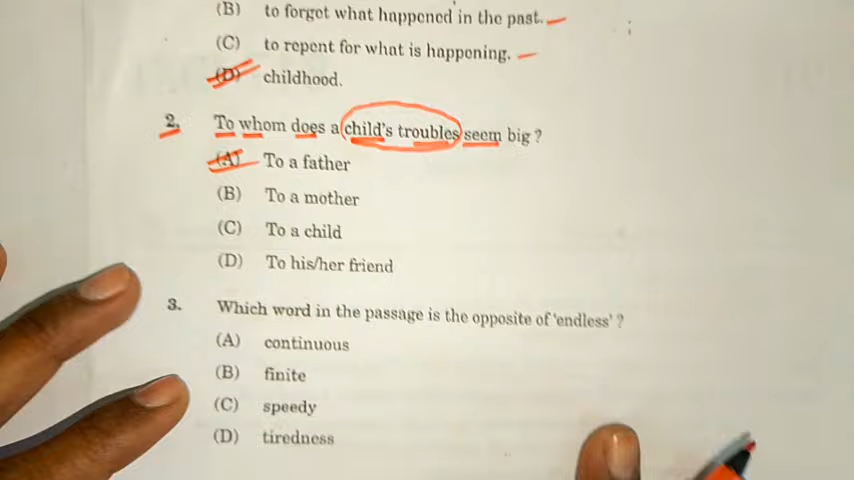 (B) to forget what happened in the past.
(C) to repent for what is happening.
(D) childhood.
2. To whom does a child's troubles seem big ?
(A) To a father
(B) To a mother
(C) To a child
(D) To his/her friend
3. Which word in the passage is the opposite of 'endless' ?
(A) continuous
(B) finite
(C) speedy
(D) tiredness